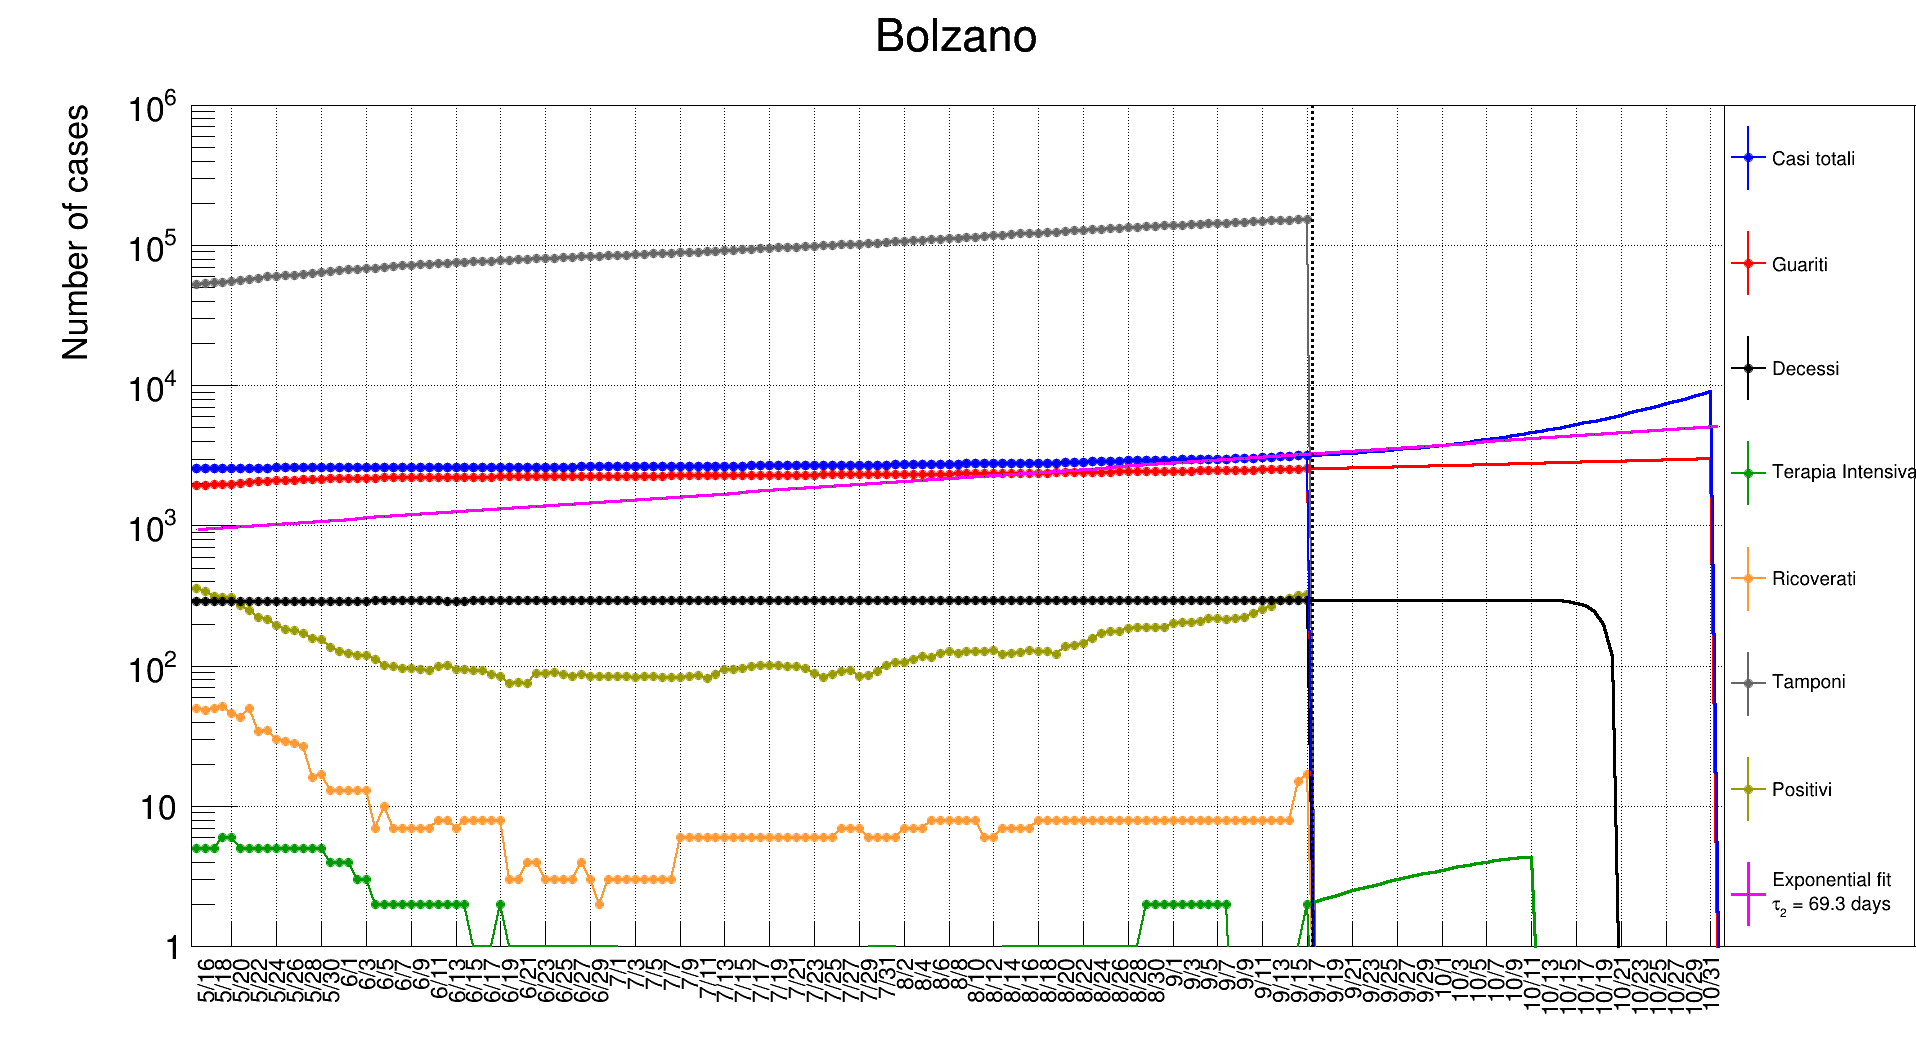 Bolzano
Number of cases
10⁶
10⁵
10⁴
10³
10²
10
1
5/16 5/18 5/20 5/22 5/24 5/26 5/28 5/30 6/1 6/3 6/5 6/7 6/9 6/11 6/13 6/15 6/17 6/19 6/21 6/23 6/25 6/27 6/29 7/1 7/3 7/5 7/7 7/9 7/11 7/13 7/15 7/17 7/19 7/21 7/23 7/25 7/27 7/29 7/31 8/2 8/4 8/6 8/8 8/10 8/12 8/14 8/16 8/18 8/20 8/22 8/24 8/26 8/28 8/30 9/1 9/3 9/5 9/7 9/9 9/11 9/13 9/15 9/17 9/19 9/21 9/23 9/25 9/27 9/29 10/1 10/3 10/5 10/7 10/9 10/11 10/13 10/15 10/17 10/19 10/21 10/23 10/25 10/27 10/29 10/31
Casi totali
Guariti
Decessi
Terapia Intensiva
Ricoverati
Tamponi
Positivi
Exponential fit
τ₂ = 69.3 days